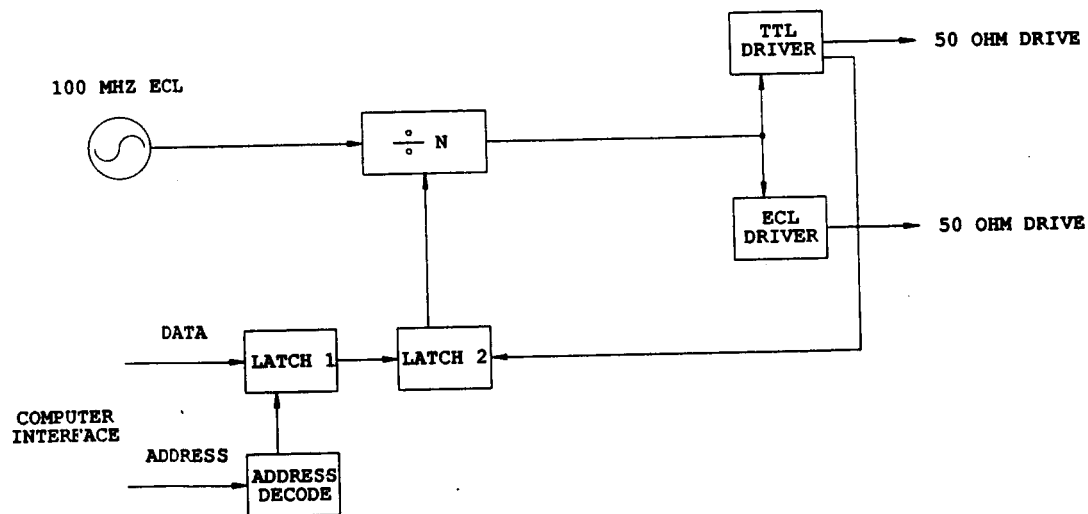 TTL
DRIVER
50 OHM DRIVE
100 MHZ ECL
÷ N
ECL
DRIVER
50 OHM DRIVE
DATA
LATCH 1
LATCH 2
COMPUTER
INTERFACE
ADDRESS
ADDRESS
DECODE